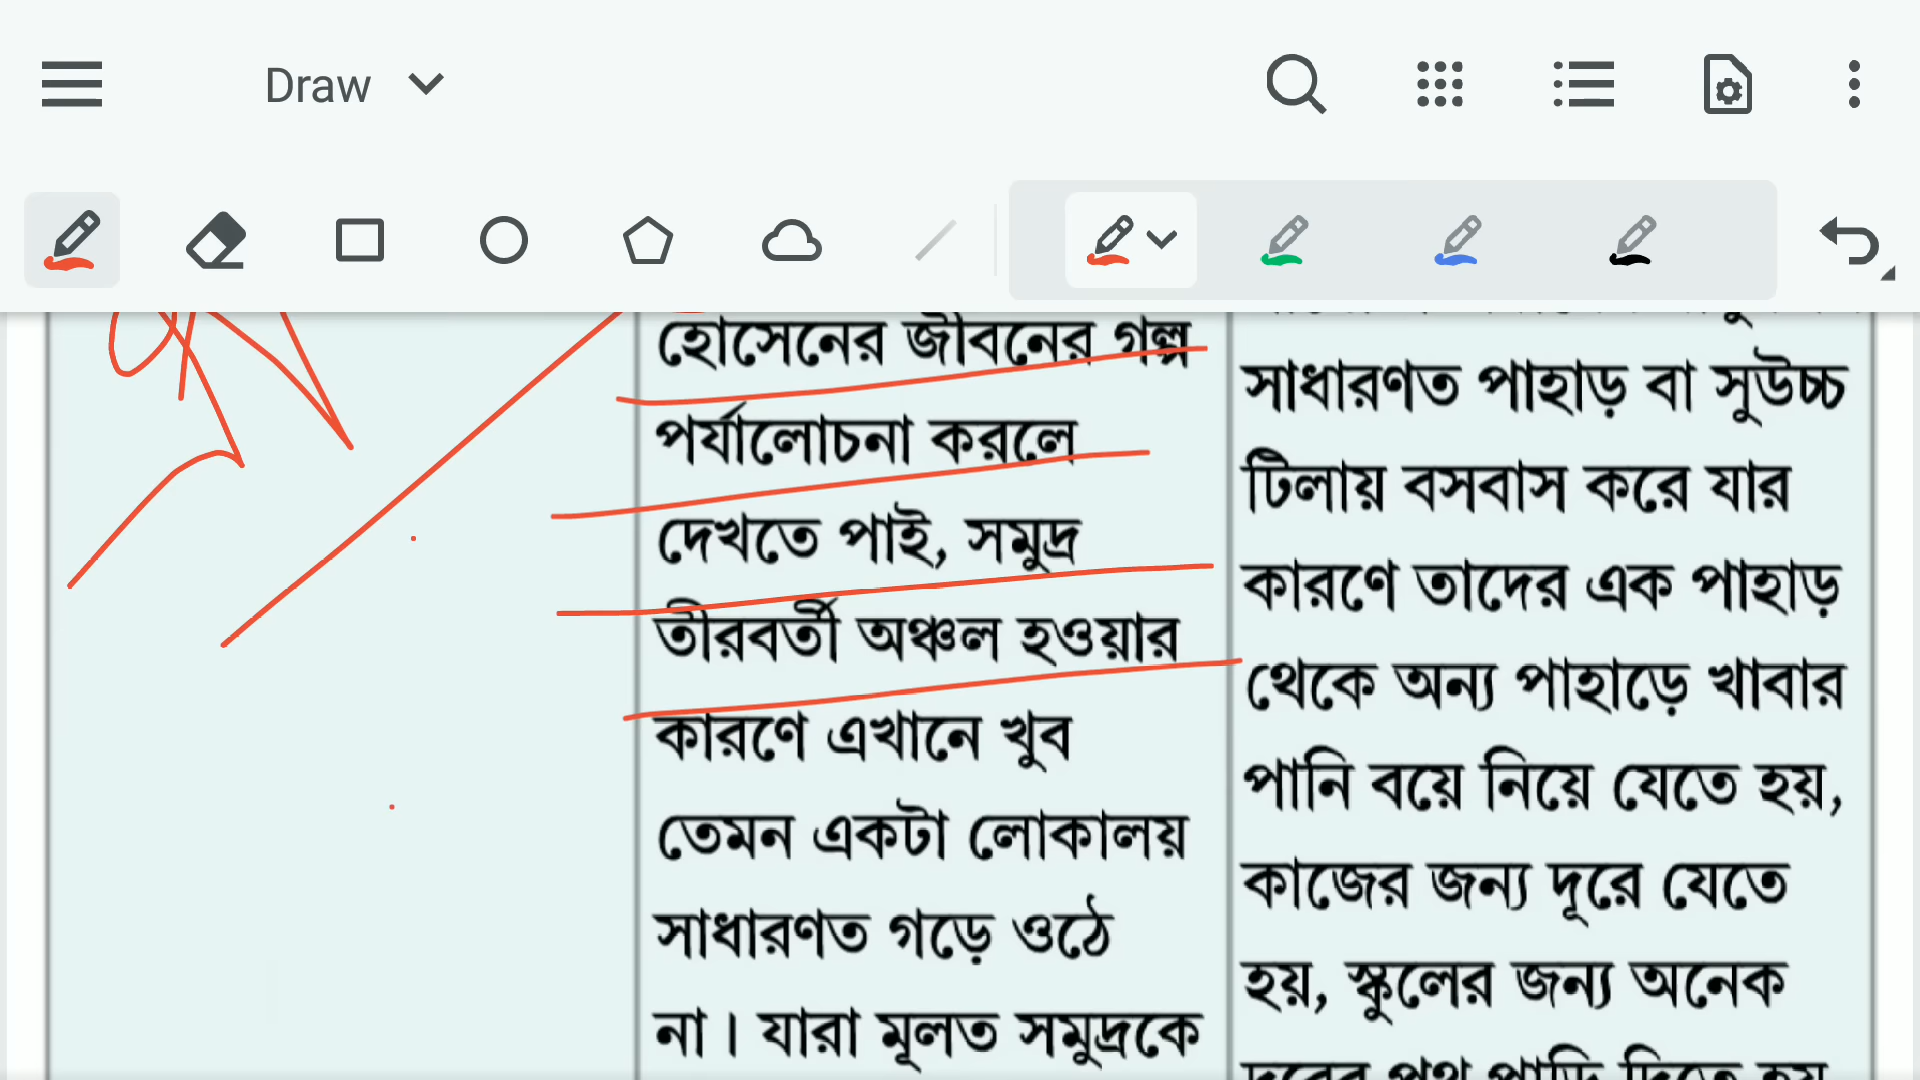 Draw
হোসেনের জীবনের গল্প
পর্যালোচনা করলে
দেখতে পাই, সমুদ্র
তীরবর্তী অঞ্চল হওয়ার
কারণে এখানে খুব
তেমন একটা লোকালয়
সাধারণত গড়ে ওঠে
না। যারা মূলত সমুদ্রকে
সাধারণত পাহাড় বা সুউচ্চ
টিলায় বসবাস করে যার
কারণে তাদের এক পাহাড়
থেকে অন্য পাহাড়ে খাবার
পানি বয়ে নিয়ে যেতে হয়,
কাজের জন্য দূরে যেতে
হয়, স্কুলের জন্য অনেক